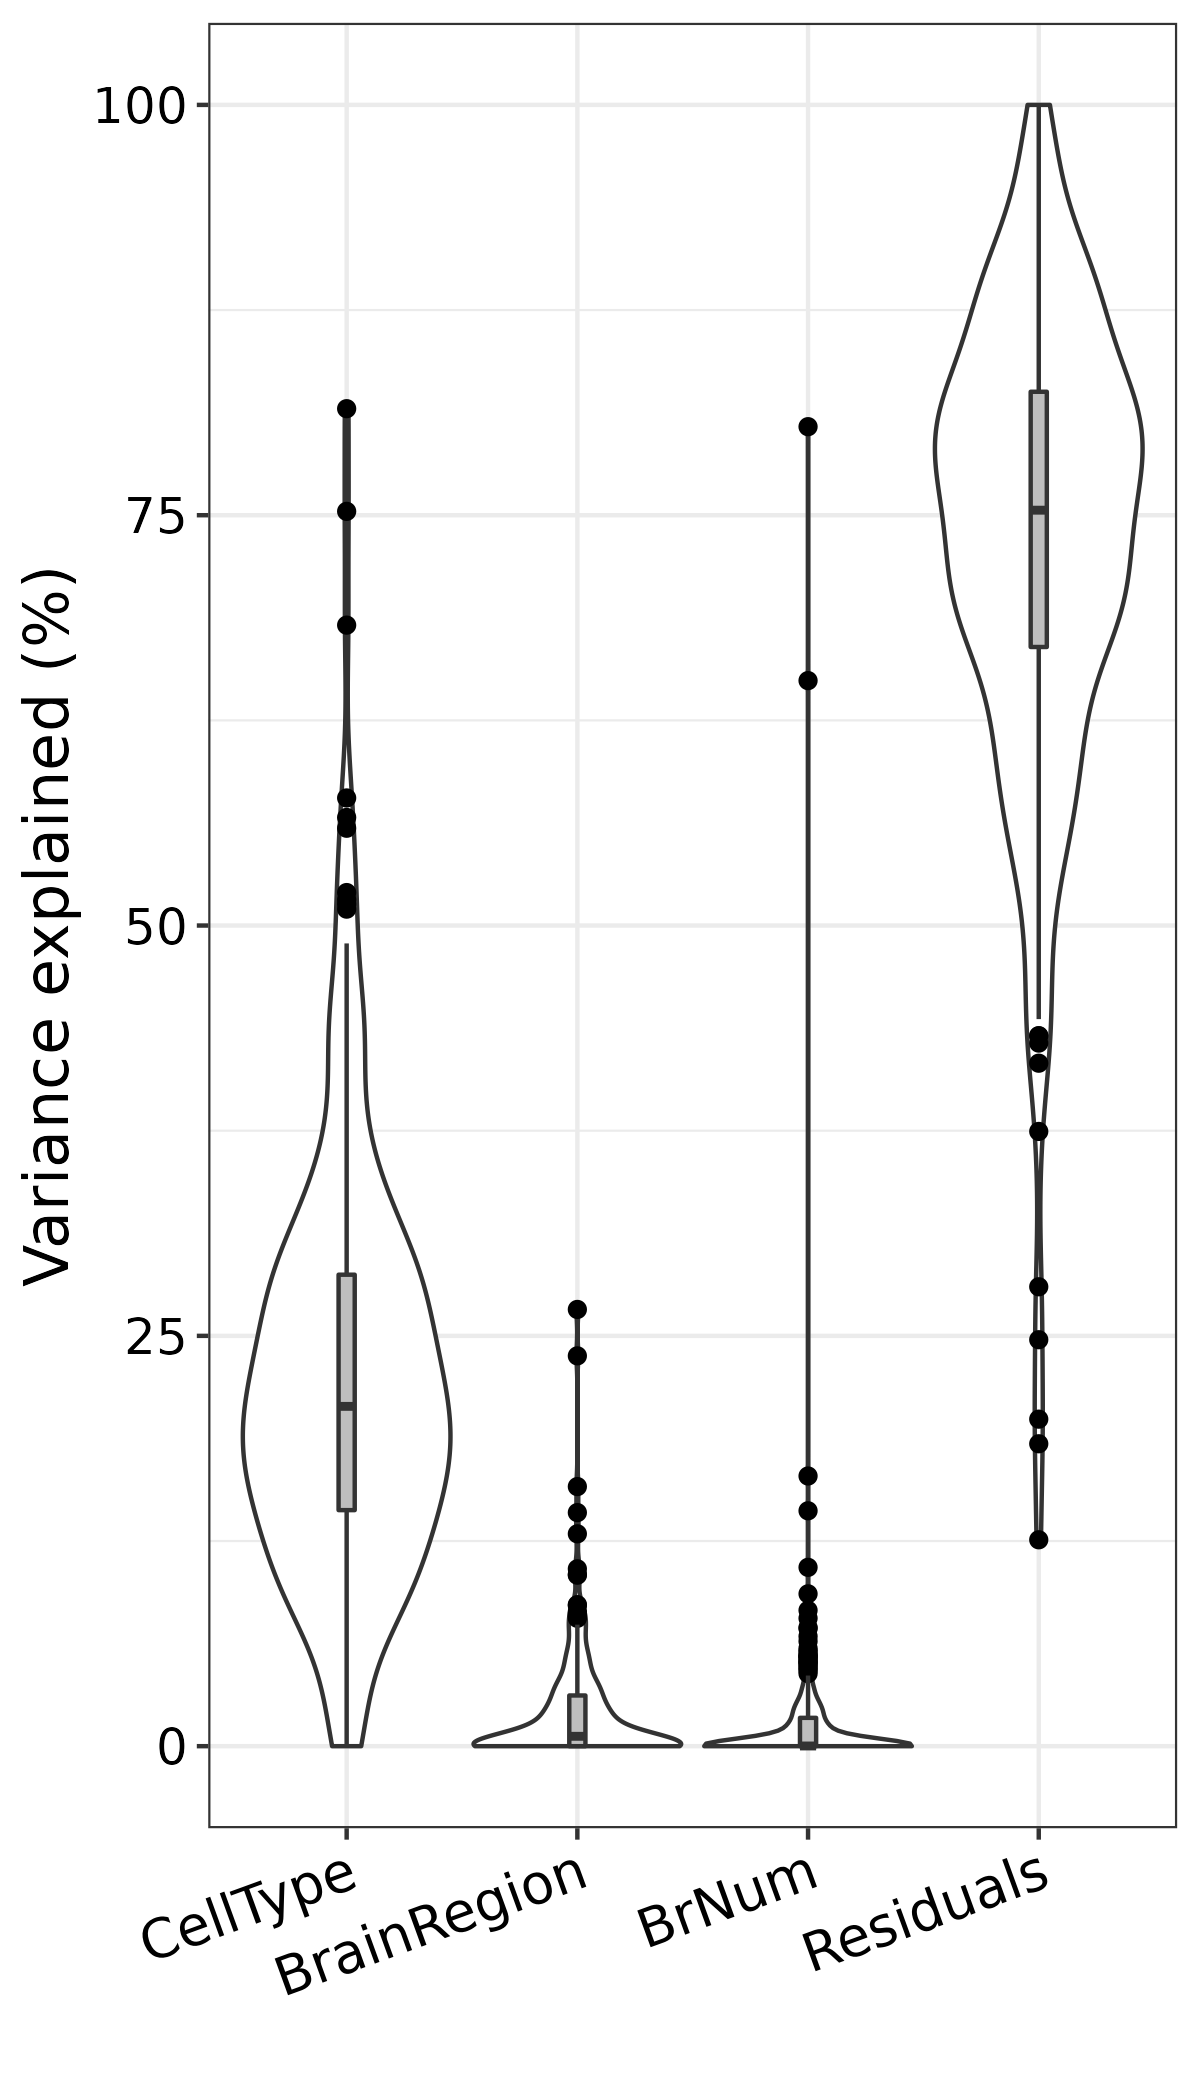 Variance explained (%)
100
75
50
25
0
CellType
BrainRegion
BrNum
Residuals